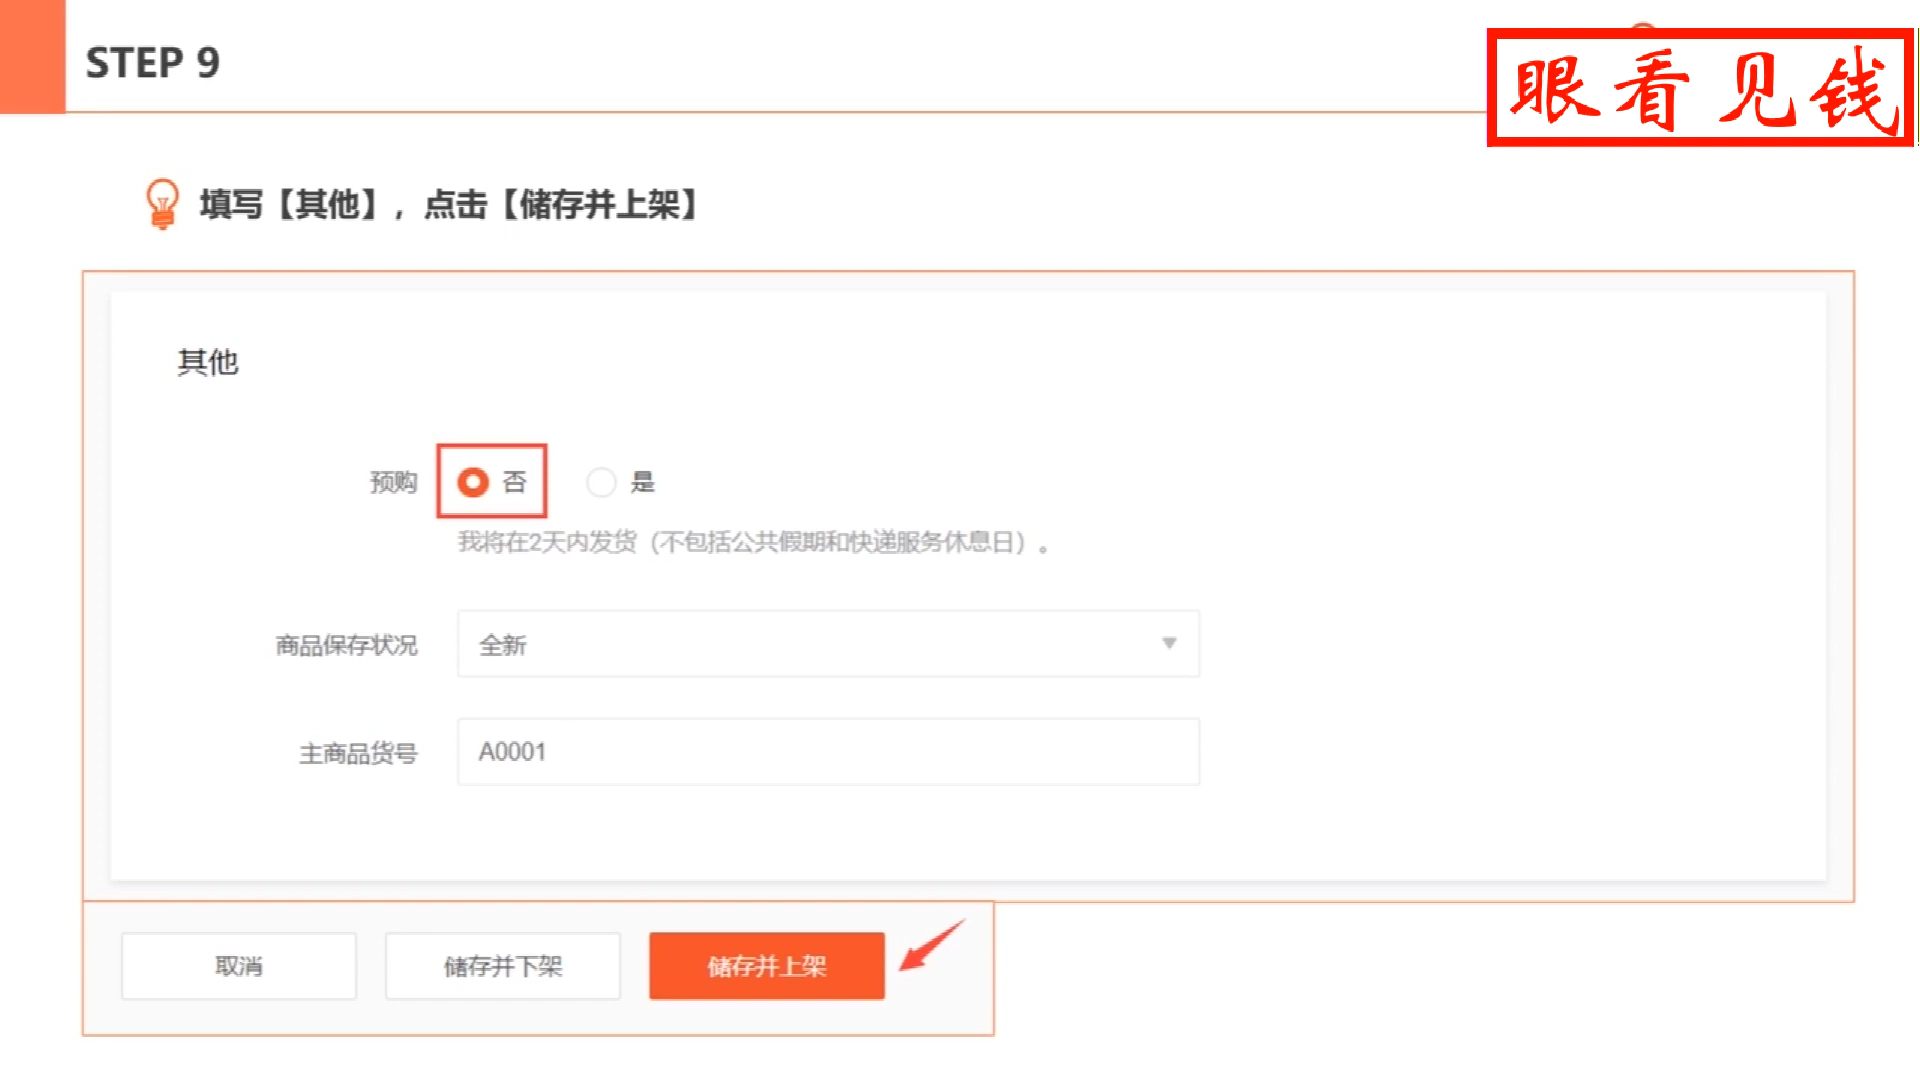 STEP 9
眼看见钱
填写【其他】，点击【储存并上架】
其他
预购 否 是
我将在2天内发货（不包括公共假期和快递服务休息日）。
商品保存状况 全新
主商品货号 A0001
取消 储存并下架 储存并上架